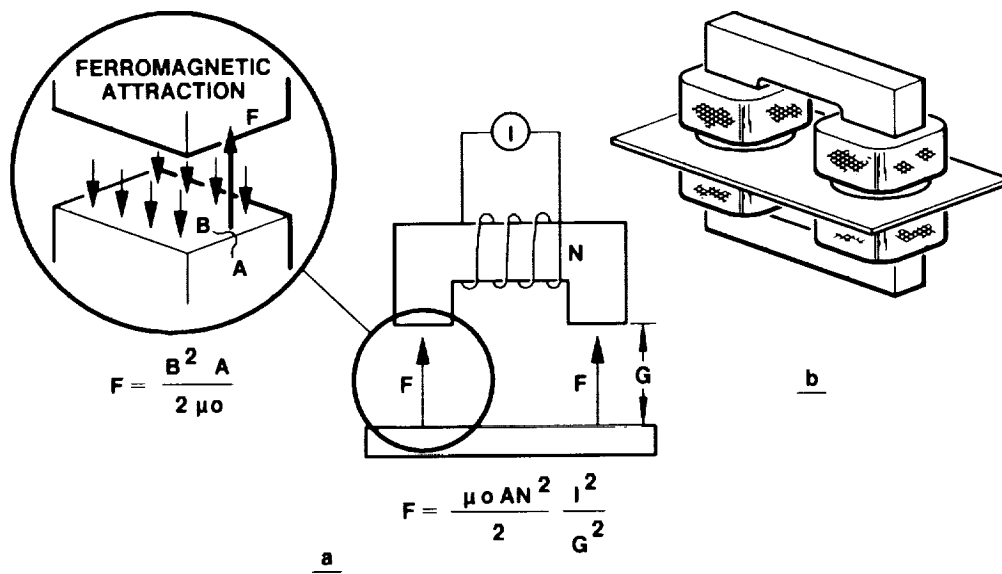 FERROMAGNETIC
ATTRACTION
F
B
A
F = B² A / 2 μo
I
N
F
F
G
F = μo AN² / 2 I² / G²
a
b